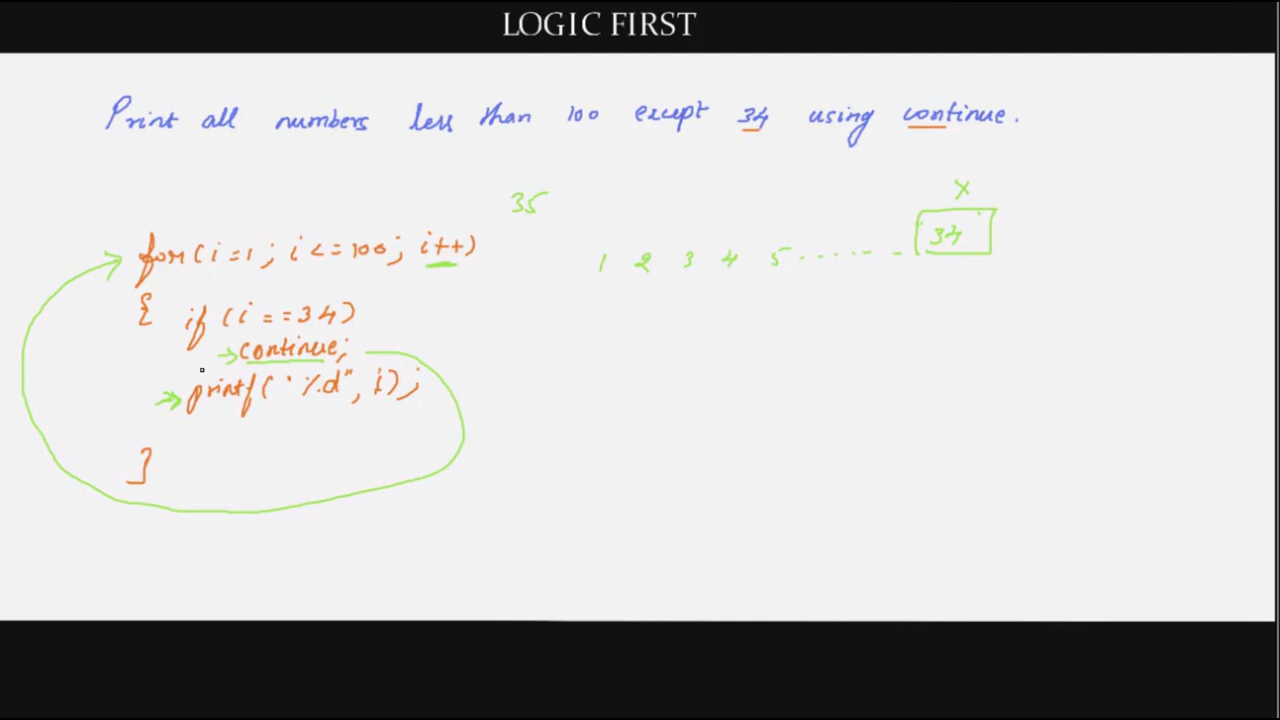 LOGIC FIRST
Print all numbers less than 100 except 34 using continue.
35
X
34
for(i=1; i<=100; i++)
1 2 3 4 5.......
{ if (i==34)
continue;
printf("%d", i);
}